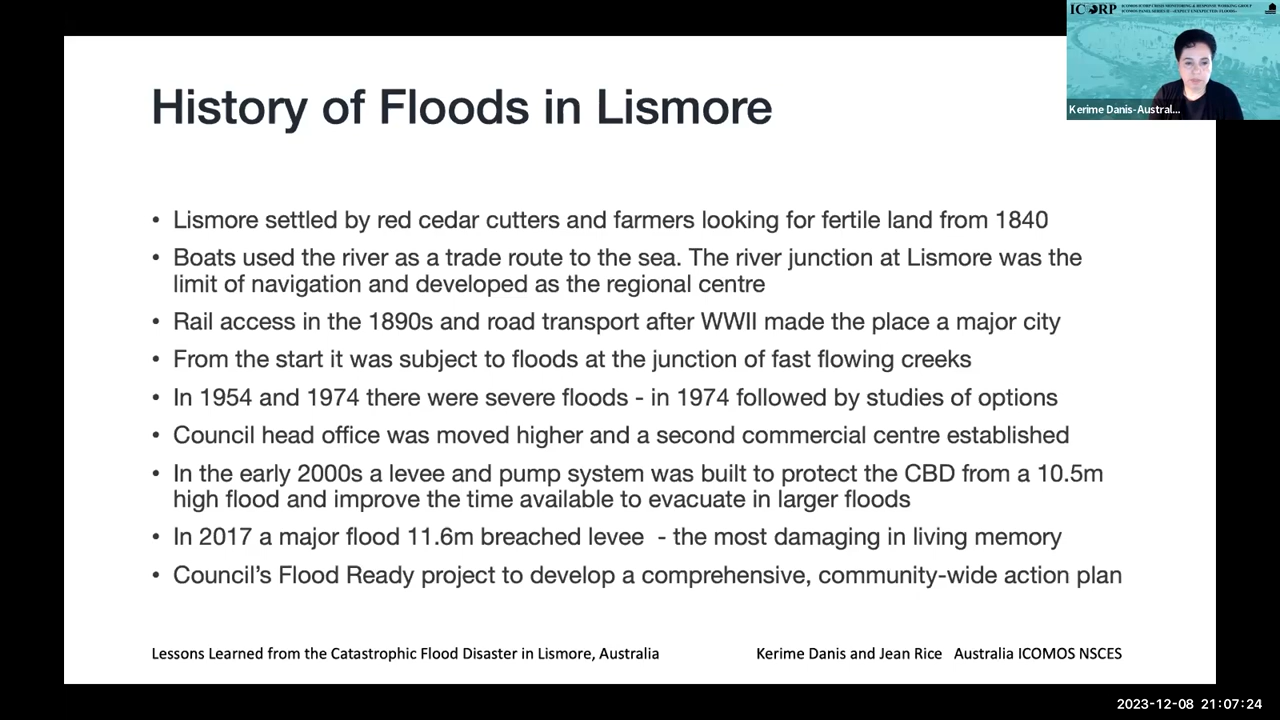 ICORP
ICOMOS-ICORP CRISIS MONITORING & RESPONSE WORKING GROUP
Kerime Danis-Austral...
History of Floods in Lismore
• Lismore settled by red cedar cutters and farmers looking for fertile land from 1840
• Boats used the river as a trade route to the sea. The river junction at Lismore was the
limit of navigation and developed as the regional centre
• Rail access in the 1890s and road transport after WWII made the place a major city
• From the start it was subject to floods at the junction of fast flowing creeks
• In 1954 and 1974 there were severe floods - in 1974 followed by studies of options
• Council head office was moved higher and a second commercial centre established
• In the early 2000s a levee and pump system was built to protect the CBD from a 10.5m
high flood and improve the time available to evacuate in larger floods
• In 2017 a major flood 11.6m breached levee  - the most damaging in living memory
• Council’s Flood Ready project to develop a comprehensive, community-wide action plan
Lessons Learned from the Catastrophic Flood Disaster in Lismore, Australia
Kerime Danis and Jean Rice   Australia ICOMOS NSCES
2023-12-08 21:07:24